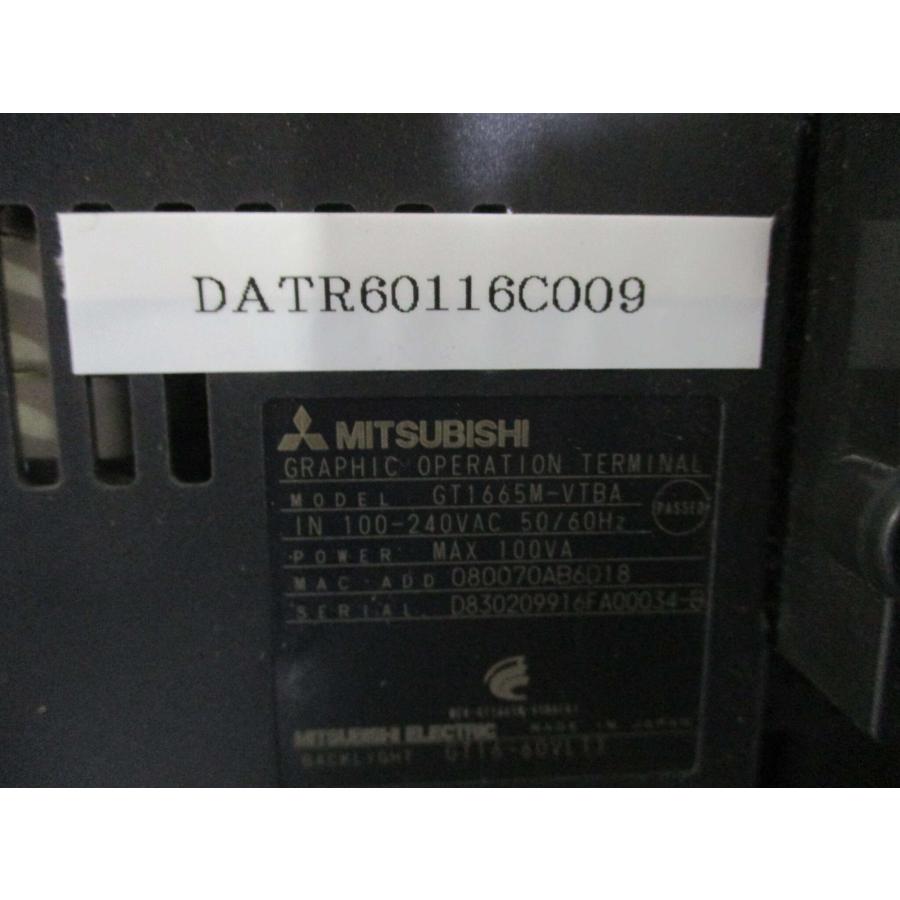 DATR60116C009
MITSUBISHI
GRAPHIC OPERATION TERMINAL
MODEL GT1665M-VTBA
PASSED
IN 100-240VAC 50/60Hz
POWER MAX 100VA
MAC ADD 080070AB6D18
SERIAL D830209916FA00034-B
MITSUBISHI ELECTRIC MADE IN JAPAN
BACKLIGHT